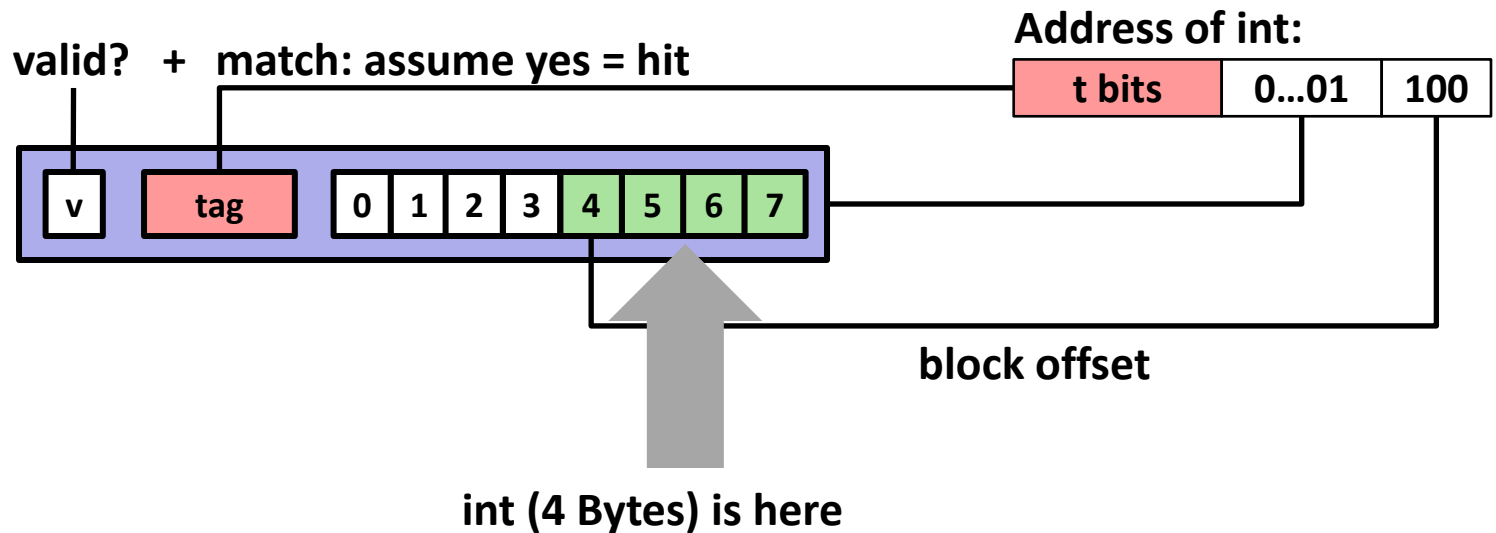 Address of int:
valid? + match: assume yes = hit
t bits 0...01 100
v tag 0 1 2 3 4 5 6 7
block offset
int (4 Bytes) is here